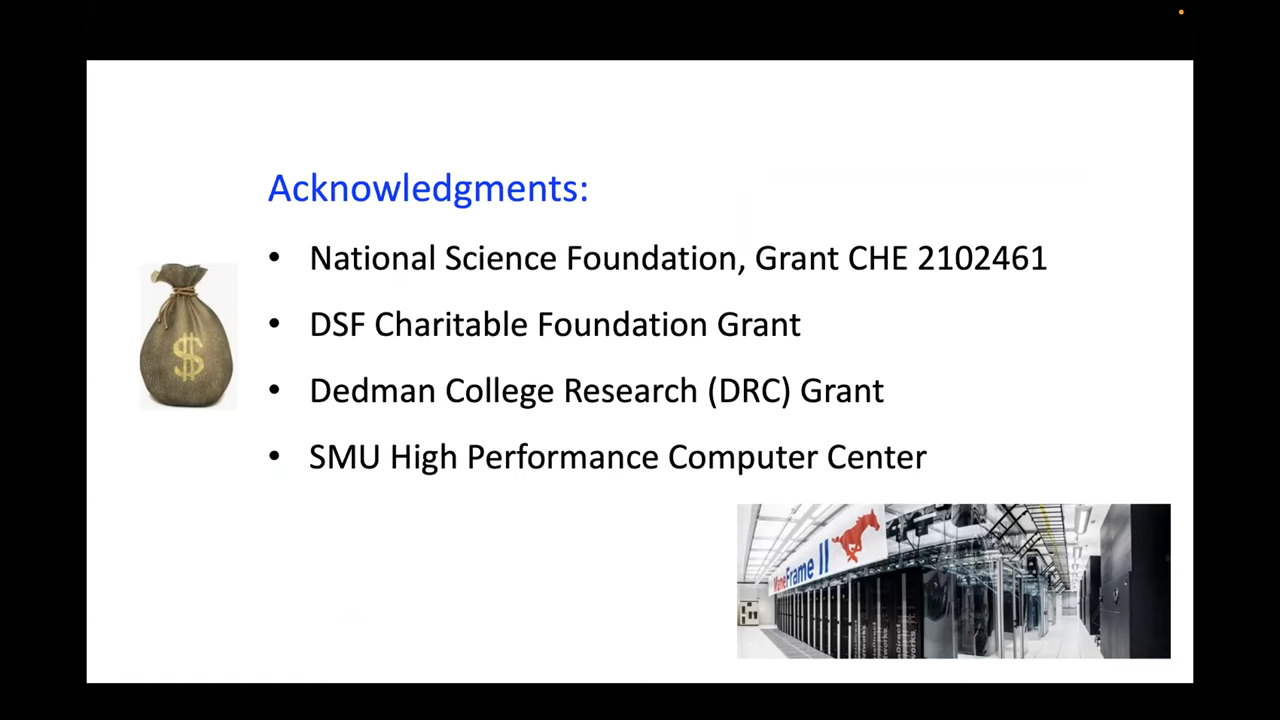 Acknowledgments:
• National Science Foundation, Grant CHE 2102461
• DSF Charitable Foundation Grant
• Dedman College Research (DRC) Grant
• SMU High Performance Computer Center
$
ManeFrame II